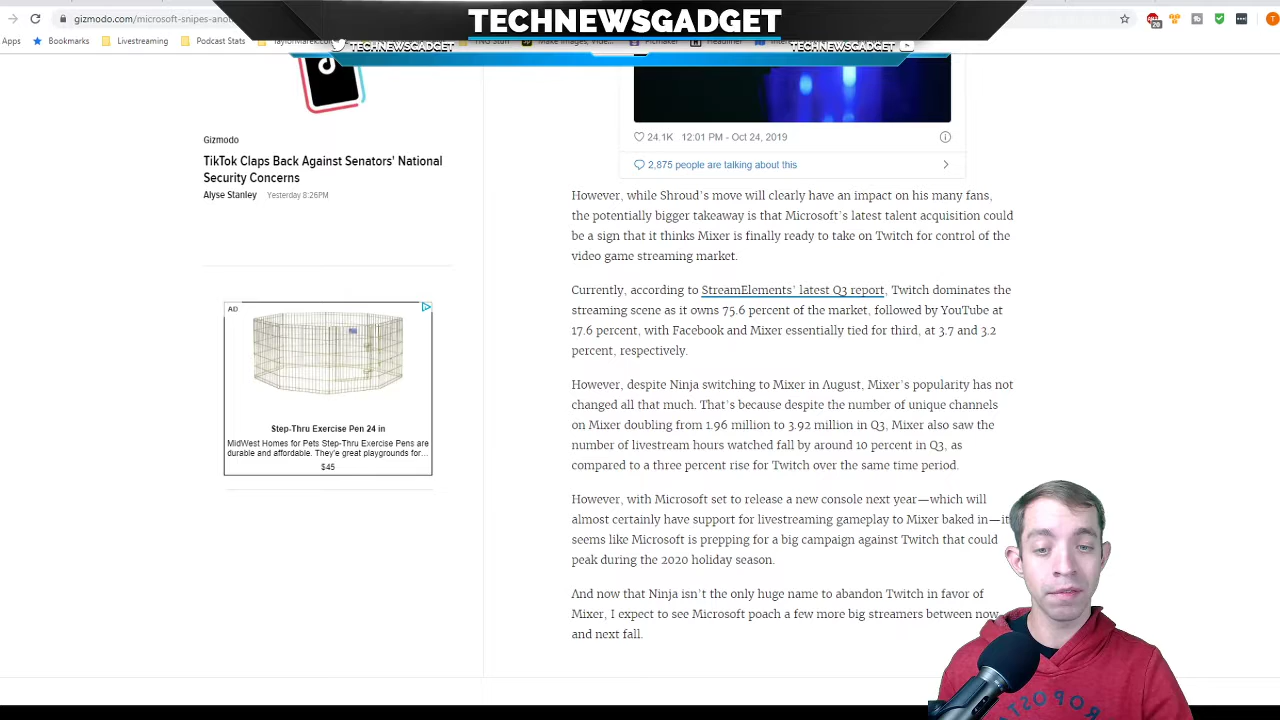 TECHNEWSGADGET
gizmodo.com/microsoft-snipes-anot
20
Apps Bookmarks Livestreaming Podcast Stats
TECHNEWSGADGET TECHNEWSGADGET
Gizmodo
TikTok Claps Back Against Senators' National
Security Concerns
Alyse Stanley Yesterday 8:26PM
AD
Step-Thru Exercise Pen 24 in
MidWest Homes for Pets Step-Thru Exercise Pens are
durable and affordable. They're great playgrounds for…
$45
24.1K 12:01 PM - Oct 24, 2019
2,875 people are talking about this
However, while Shroud's move will clearly have an impact on his many fans,
the potentially bigger takeaway is that Microsoft's latest talent acquisition could
be a sign that it thinks Mixer is finally ready to take on Twitch for control of the
video game streaming market.
Currently, according to StreamElements' latest Q3 report, Twitch dominates the
streaming scene as it owns 75.6 percent of the market, followed by YouTube at
17.6 percent, with Facebook and Mixer essentially tied for third, at 3.7 and 3.2
percent, respectively.
However, despite Ninja switching to Mixer in August, Mixer's popularity has not
changed all that much. That's because despite the number of unique channels
on Mixer doubling from 1.96 million to 3.92 million in Q3, Mixer also saw the
number of livestream hours watched fall by around 10 percent in Q3, as
compared to a three percent rise for Twitch over the same time period.
However, with Microsoft set to release a new console next year—which will
almost certainly have support for livestreaming gameplay to Mixer baked in—it
seems like Microsoft is prepping for a big campaign against Twitch that could
peak during the 2020 holiday season.
And now that Ninja isn't the only huge name to abandon Twitch in favor of
Mixer, I expect to see Microsoft poach a few more big streamers between now
and next fall.